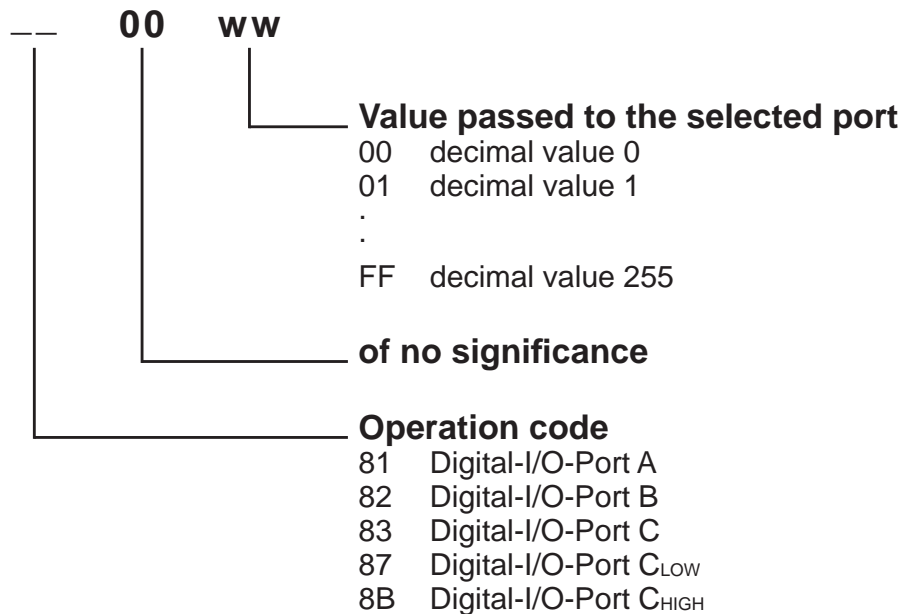 __ 00 ww
Value passed to the selected port
00 decimal value 0
01 decimal value 1
.
.
FF decimal value 255
of no significance
Operation code
81 Digital-I/O-Port A
82 Digital-I/O-Port B
83 Digital-I/O-Port C
87 Digital-I/O-Port CLOW
8B Digital-I/O-Port CHIGH